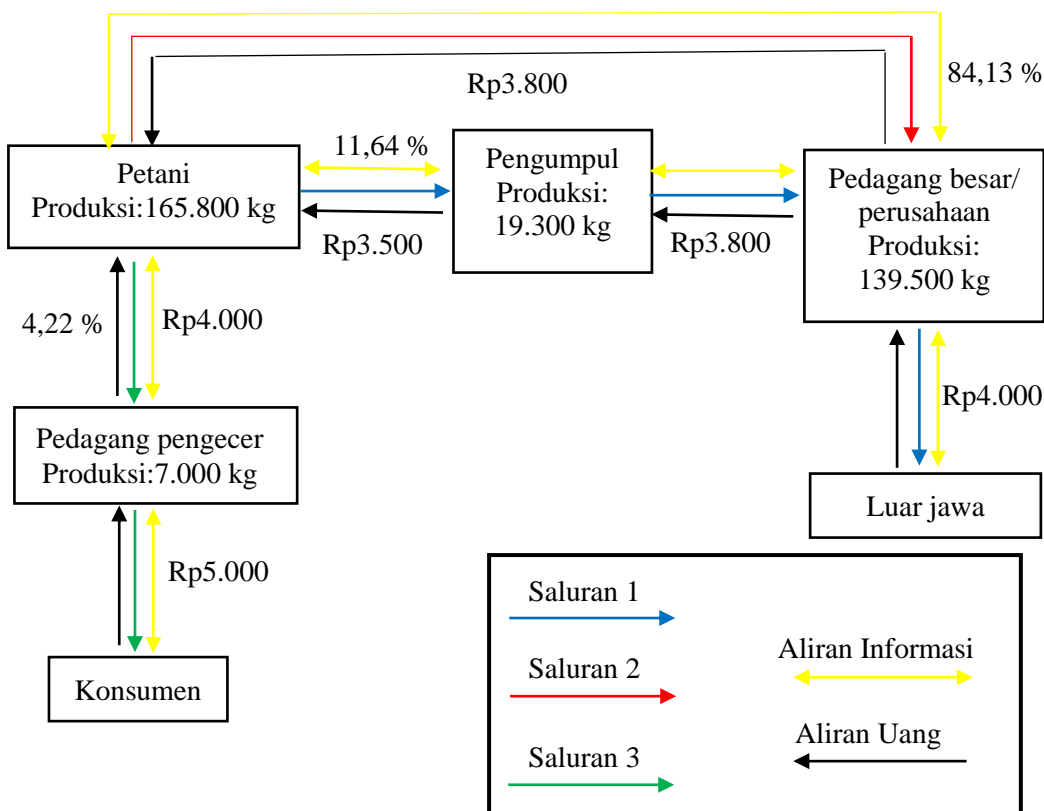 84,13 %
Rp3.800
Petani
Produksi:165.800 kg
11,64 %
Rp3.500
Pengumpul
Produksi:
19.300 kg
Rp3.800
Pedagang besar/
perusahaan
Produksi:
139.500 kg
4,22 %
Rp4.000
Rp4.000
Pedagang pengecer
Produksi:7.000 kg
Luar jawa
Rp5.000
Konsumen
Saluran 1
Saluran 2
Saluran 3
Aliran Informasi
Aliran Uang